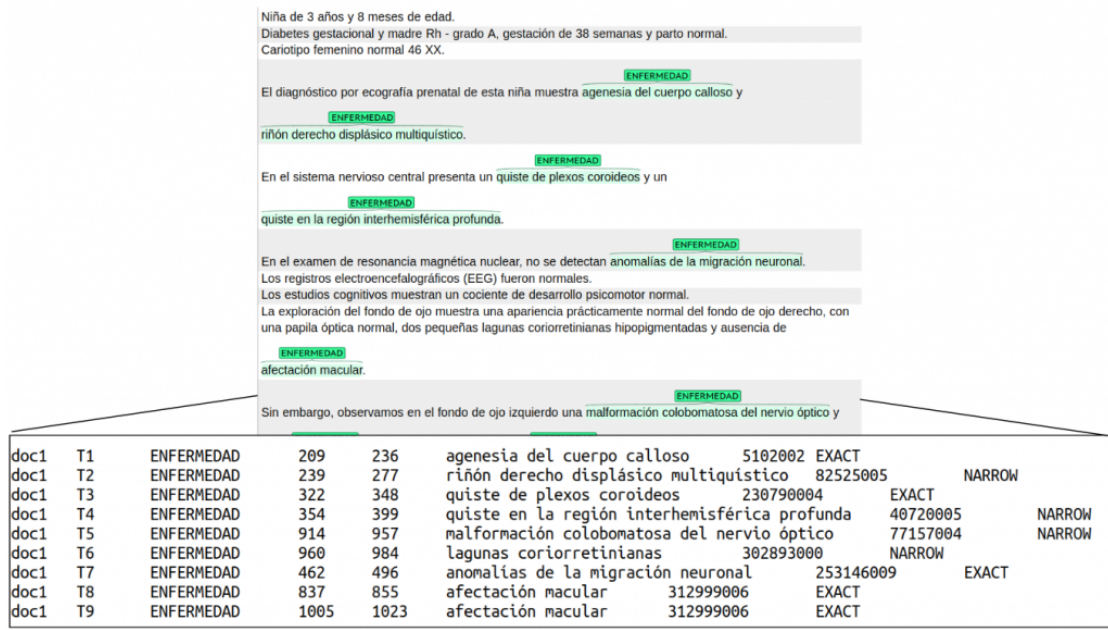 Niña de 3 años y 8 meses de edad.
Diabetes gestacional y madre Rh - grado A, gestación de 38 semanas y parto normal.
Cariotipo femenino normal 46 XX.
ENFERMEDAD
El diagnóstico por ecografía prenatal de esta niña muestra agenesia del cuerpo calloso y
ENFERMEDAD
riñón derecho displásico multiquístico.
ENFERMEDAD
En el sistema nervioso central presenta un quiste de plexos coroideos y un
ENFERMEDAD
quiste en la región interhemisférica profunda.
ENFERMEDAD
En el examen de resonancia magnética nuclear, no se detectan anomalías de la migración neuronal.
Los registros electroencefalográficos (EEG) fueron normales.
Los estudios cognitivos muestran un cociente de desarrollo psicomotor normal.
La exploración del fondo de ojo muestra una apariencia prácticamente normal del fondo de ojo derecho, con
una papila óptica normal, dos pequeñas lagunas coriorretinianas hipopigmentadas y ausencia de
ENFERMEDAD
afectación macular.
ENFERMEDAD
Sin embargo, observamos en el fondo de ojo izquierdo una malformación colobomatosa del nervio óptico y
doc1 T1 ENFERMEDAD 209 236 agenesia del cuerpo calloso 5102002 EXACT
doc1 T2 ENFERMEDAD 239 277 riñón derecho displásico multiquístico 82525005 NARROW
doc1 T3 ENFERMEDAD 322 348 quiste de plexos coroideos 230790004 EXACT
doc1 T4 ENFERMEDAD 354 399 quiste en la región interhemisférica profunda 40720005 NARROW
doc1 T5 ENFERMEDAD 914 957 malformación colobomatosa del nervio óptico 77157004 NARROW
doc1 T6 ENFERMEDAD 960 984 lagunas coriorretinianas 302893000 NARROW
doc1 T7 ENFERMEDAD 462 496 anomalías de la migración neuronal 253146009 EXACT
doc1 T8 ENFERMEDAD 837 855 afectación macular 312999006 EXACT
doc1 T9 ENFERMEDAD 1005 1023 afectación macular 312999006 EXACT